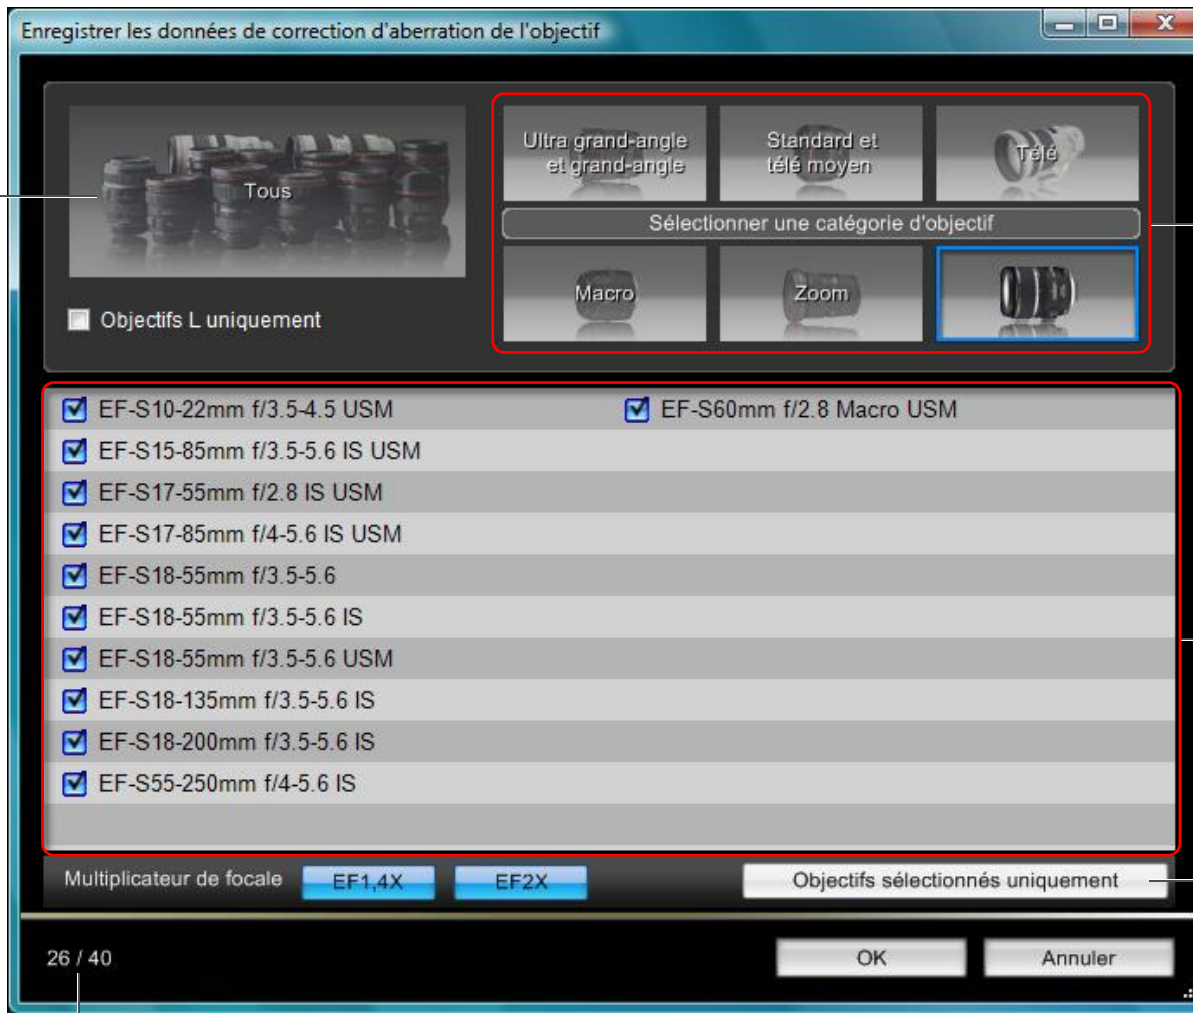 Enregistrer les données de correction d'aberration de l'objectif
Tous
Objectifs L uniquement
Ultra grand-angle
et grand-angle
Standard et
télé moyen
Télé
Sélectionner une catégorie d'objectif
Macro
Zoom
EF-S10-22mm f/3.5-4.5 USM
EF-S15-85mm f/3.5-5.6 IS USM
EF-S17-55mm f/2.8 IS USM
EF-S17-85mm f/4-5.6 IS USM
EF-S18-55mm f/3.5-5.6
EF-S18-55mm f/3.5-5.6 IS
EF-S18-55mm f/3.5-5.6 USM
EF-S18-135mm f/3.5-5.6 IS
EF-S18-200mm f/3.5-5.6 IS
EF-S55-250mm f/4-5.6 IS
EF-S60mm f/2.8 Macro USM
Multiplicateur de focale
EF1,4X
EF2X
Objectifs sélectionnés uniquement
26 / 40
OK
Annuler